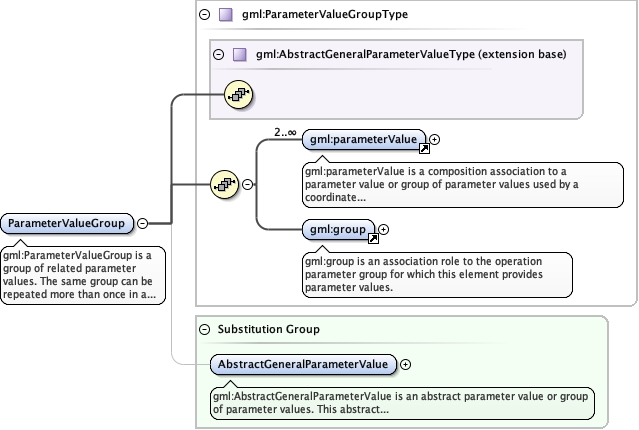 gml:ParameterValueGroupType
gml:AbstractGeneralParameterValueType (extension base)
2..∞
gml:parameterValue
gml:parameterValue is a composition association to a
parameter value or group of parameter values used by a
coordinate...
gml:group
gml:group is an association role to the operation
parameter group for which this element provides
parameter values.
ParameterValueGroup
gml:ParameterValueGroup is a
group of related parameter
values. The same group can be
repeated more than once in a...
Substitution Group
AbstractGeneralParameterValue
gml:AbstractGeneralParameterValue is an abstract parameter value or group
of parameter values. This abstract...